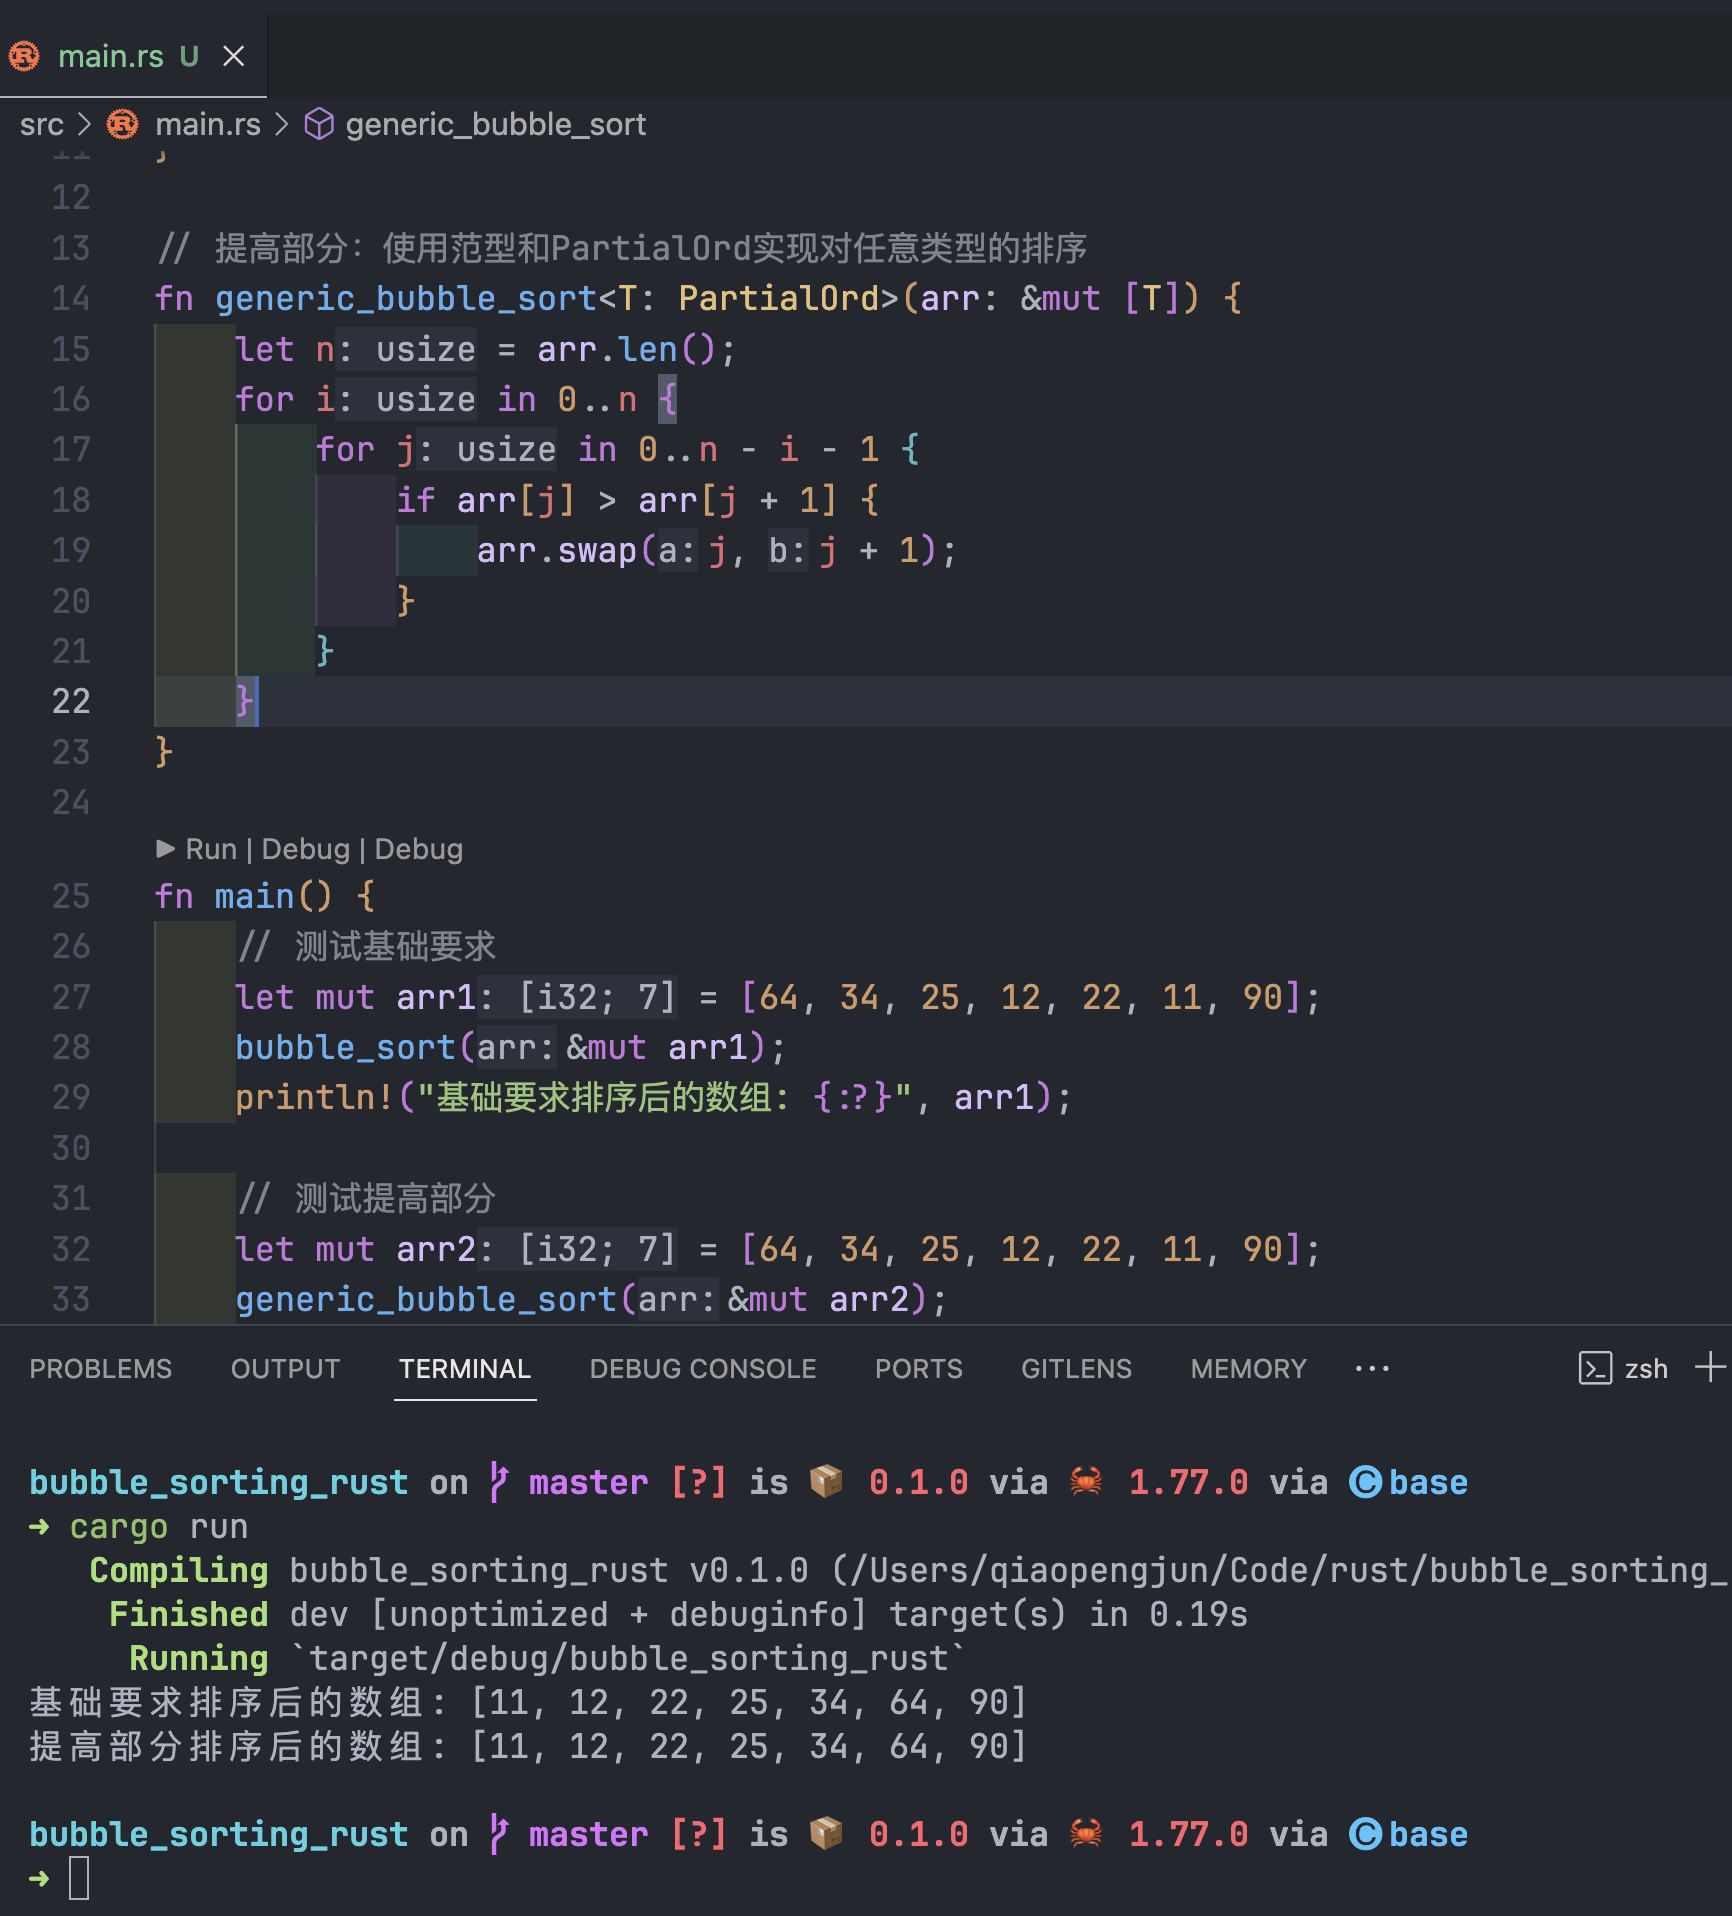 main.rs U
src > main.rs > generic_bubble_sort
11 }
12
13 // 提高部分：使用范型和PartialOrd实现对任意类型的排序
14 fn generic_bubble_sort<T: PartialOrd>(arr: &mut [T]) {
15 let n: usize = arr.len();
16 for i: usize in 0..n {
17 for j: usize in 0..n - i - 1 {
18 if arr[j] > arr[j + 1] {
19 arr.swap(a: j, b: j + 1);
20 }
21 }
22 }
23 }
24
▶ Run | Debug | Debug
25 fn main() {
26 // 测试基础要求
27 let mut arr1: [i32; 7] = [64, 34, 25, 12, 22, 11, 90];
28 bubble_sort(arr: &mut arr1);
29 println!("基础要求排序后的数组: {:?}", arr1);
30
31 // 测试提高部分
32 let mut arr2: [i32; 7] = [64, 34, 25, 12, 22, 11, 90];
33 generic_bubble_sort(arr: &mut arr2);
PROBLEMS OUTPUT TERMINAL DEBUG CONSOLE PORTS GITLENS MEMORY ··· zsh +
bubble_sorting_rust on master [?] is 📦 0.1.0 via 🦀 1.77.0 via Ⓒ base
➜ cargo run
Compiling bubble_sorting_rust v0.1.0 (/Users/qiaopengjun/Code/rust/bubble_sorting_
Finished dev [unoptimized + debuginfo] target(s) in 0.19s
Running `target/debug/bubble_sorting_rust`
基础要求排序后的数组: [11, 12, 22, 25, 34, 64, 90]
提高部分排序后的数组: [11, 12, 22, 25, 34, 64, 90]
bubble_sorting_rust on master [?] is 📦 0.1.0 via 🦀 1.77.0 via Ⓒ base
➜